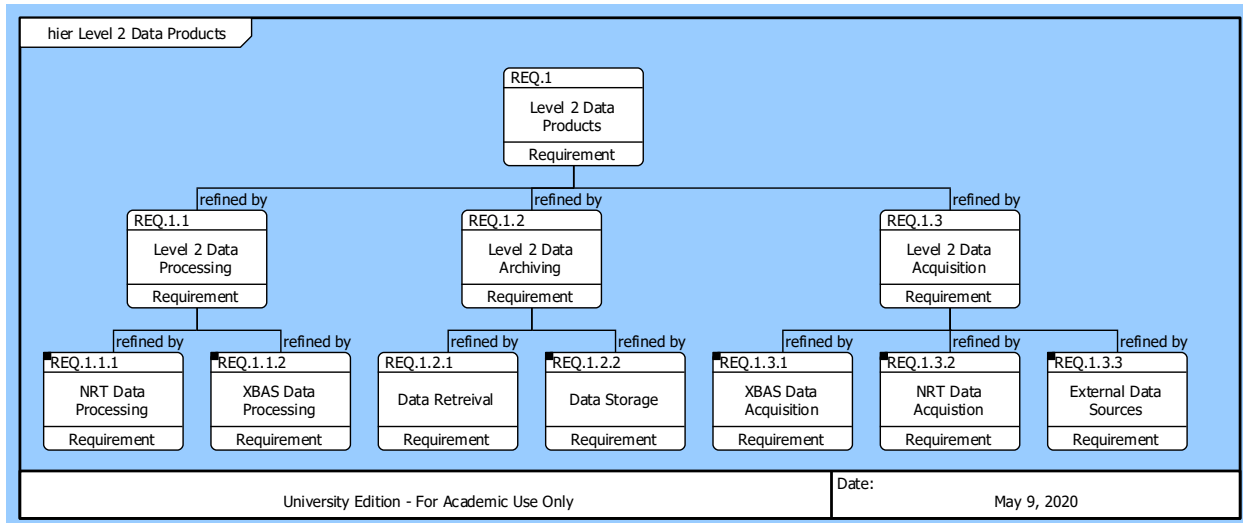 hier Level 2 Data Products
REQ.1
Level 2 Data
Products
Requirement
refined by
refined by
refined by
REQ.1.1
Level 2 Data
Processing
Requirement
REQ.1.2
Level 2 Data
Archiving
Requirement
REQ.1.3
Level 2 Data
Acquisition
Requirement
refined by
refined by
refined by
refined by
refined by
refined by
refined by
REQ.1.1.1
NRT Data
Processing
Requirement
REQ.1.1.2
XBAS Data
Processing
Requirement
REQ.1.2.1
Data Retreival
Requirement
REQ.1.2.2
Data Storage
Requirement
REQ.1.3.1
XBAS Data
Acquisition
Requirement
REQ.1.3.2
NRT Data
Acquistion
Requirement
REQ.1.3.3
External Data
Sources
Requirement
University Edition - For Academic Use Only
Date:
May 9, 2020